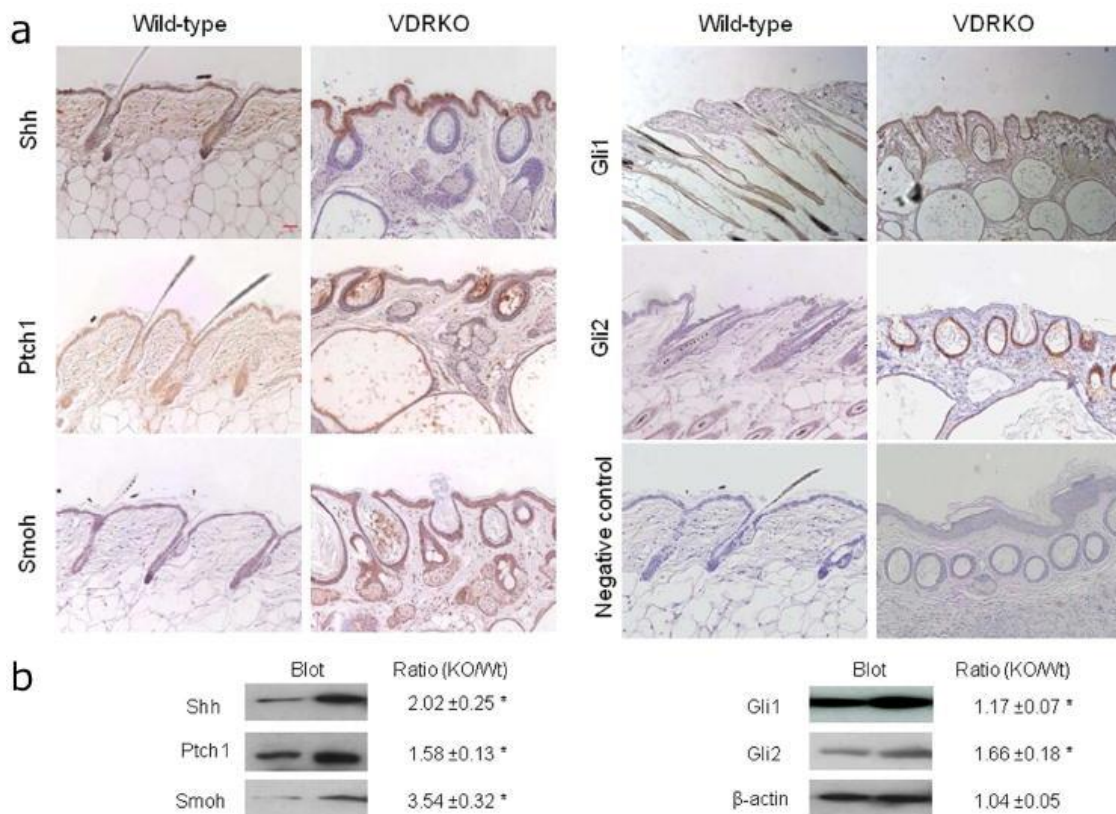 a
Wild-type VDRKO Wild-type VDRKO
Shh
Gli1
Ptch1
Gli2
Smoh
Negative control
b
Blot Ratio (KO/Wt) Blot Ratio (KO/Wt)
Shh 2.02 ±0.25 * Gli1 1.17 ±0.07 *
Ptch1 1.58 ±0.13 * Gli2 1.66 ±0.18 *
Smoh 3.54 ±0.32 * β-actin 1.04 ±0.05